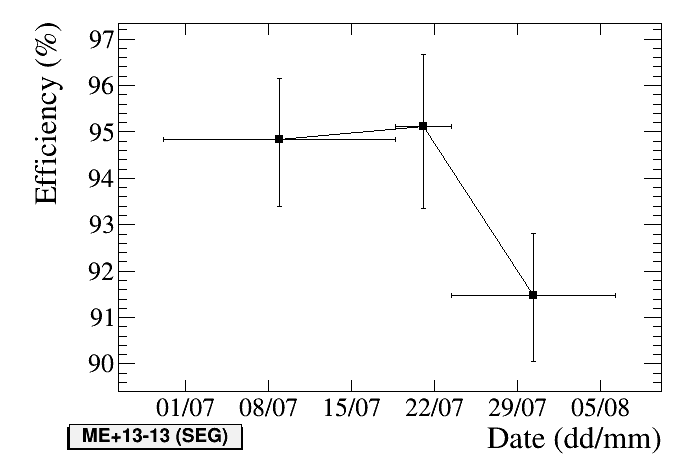 Efficiency (%)
97
96
95
94
93
92
91
90
01/07 08/07 15/07 22/07 29/07 05/08
ME+13-13 (SEG)
Date (dd/mm)